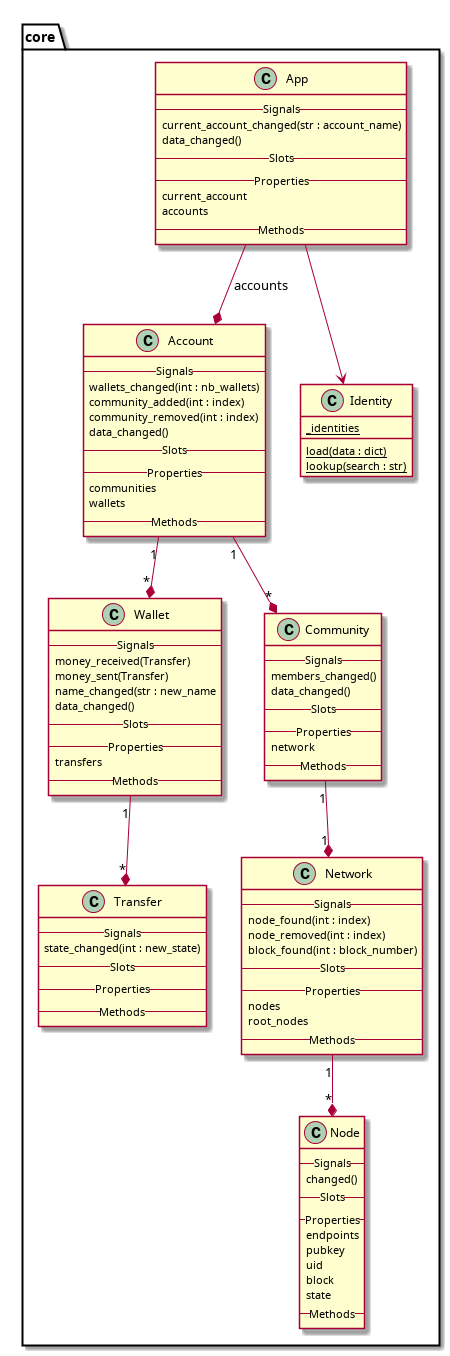 core
C App
Signals
current_account_changed(str : account_name)
data_changed()
Slots
Properties
current_account
accounts
Methods
accounts
C Account
Signals
wallets_changed(int : nb_wallets)
community_added(int : index)
community_removed(int : index)
data_changed()
Slots
Properties
communities
wallets
Methods
C Identity
_identities
load(data : dict)
lookup(search : str)
1
*
1
*
C Wallet
Signals
money_received(Transfer)
money_sent(Transfer)
name_changed(str : new_name
data_changed()
Slots
Properties
transfers
Methods
C Community
Signals
members_changed()
data_changed()
Slots
Properties
network
Methods
1
*
1
1
C Transfer
Signals
state_changed(int : new_state)
Slots
Properties
Methods
C Network
Signals
node_found(int : index)
node_removed(int : index)
block_found(int : block_number)
Slots
Properties
nodes
root_nodes
Methods
1
*
C Node
Signals
changed()
Slots
Properties
endpoints
pubkey
uid
block
state
Methods